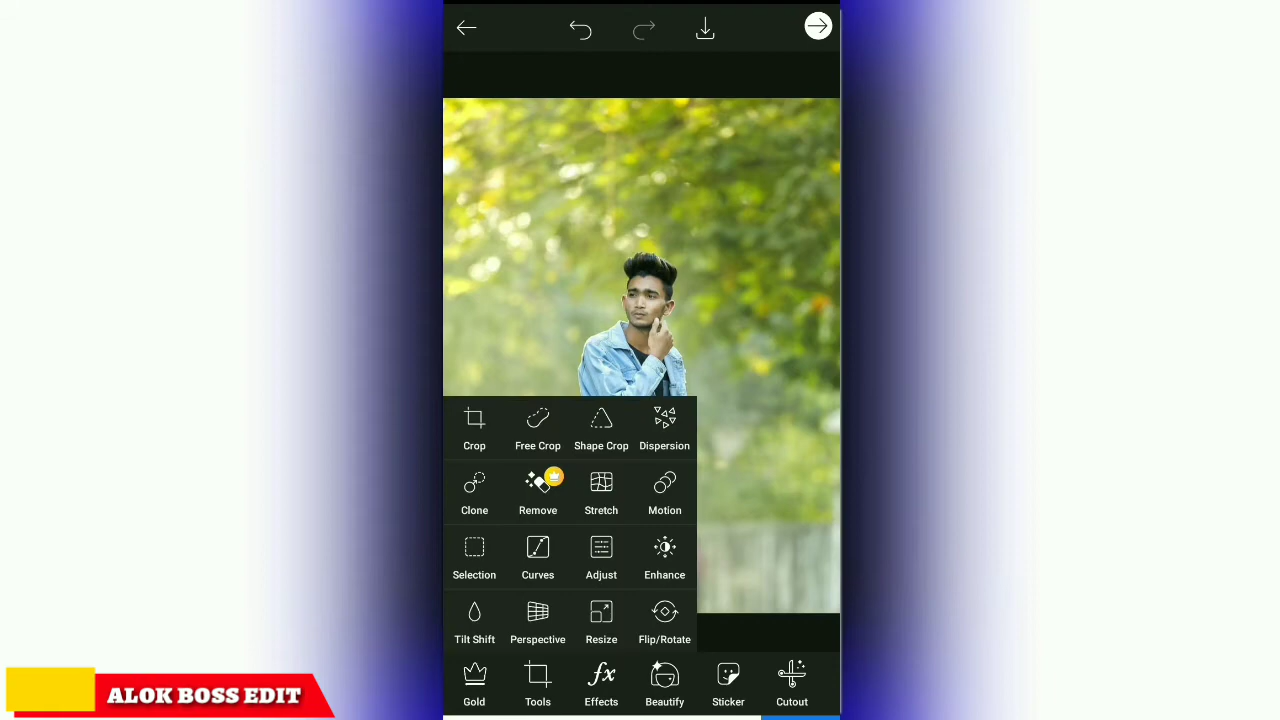 Crop Free Crop Shape Crop Dispersion
Clone Remove Stretch Motion
Selection Curves Adjust Enhance
Tilt Shift Perspective Resize Flip/Rotate
Gold Tools Effects Beautify Sticker Cutout
ALOK BOSS EDIT